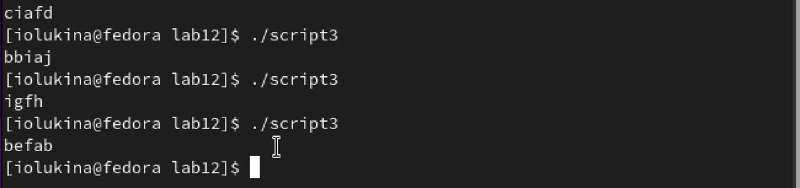 ciafd
[iolukina@fedora lab12]$ ./script3
bbiaj
[iolukina@fedora lab12]$ ./script3
igfh
[iolukina@fedora lab12]$ ./script3
befab
[iolukina@fedora lab12]$